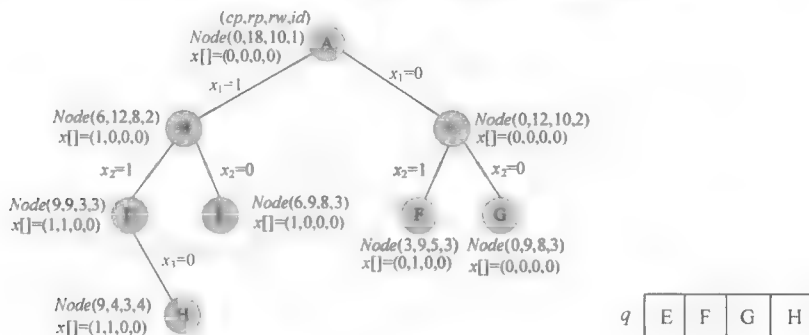 (cp,rp,rw,id)
Node(0,18,10,1)
x[]=(0,0,0,0)
A
x₁=1
x₁=0
Node(6,12,8,2)
x[]=(1,0,0,0)
Node(0,12,10,2)
x[]=(0,0,0,0)
x₂=1
x₂=0
x₂=1
x₂=0
Node(9,9,3,3)
x[]=(1,1,0,0)
Node(6,9,8,3)
x[]=(1,0,0,0)
F
G
Node(3,9,5,3)
x[]=(0,1,0,0)
Node(0,9,8,3)
x[]=(0,0,0,0)
x₃=0
Node(9,4,3,4)
x[]=(1,1,0,0)
H
q E F G H